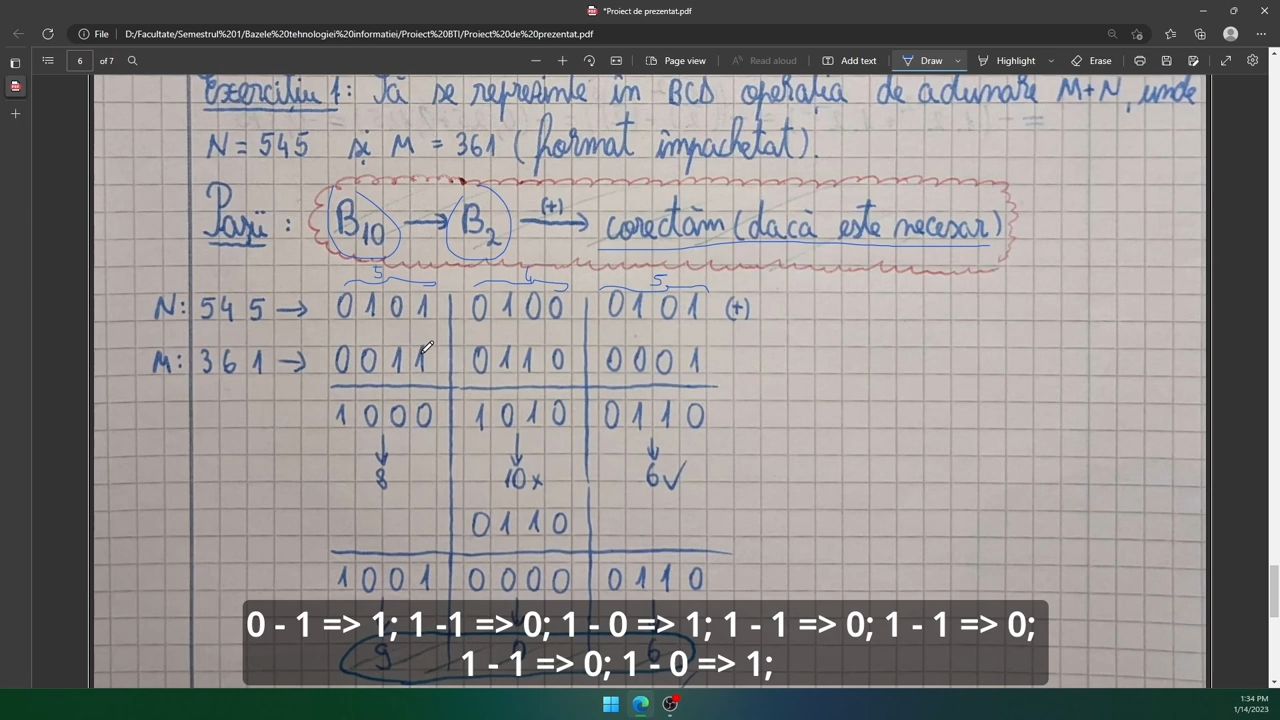 *Proiect de prezentat.pdf
File D:/Facultate/Semestrul%201/Bazele%20tehnologiei%20informatiei/Proiect%20BTI/Proiect%20de%20prezentat.pdf
6 of 7 Page view Read aloud Add text Draw Highlight Erase
Exercițiu 1: Să se reprezinte în BCD operația de adunare M+N, unde
N = 545 și M = 361 (format împachetat).
Pașii: B10 → B2 (+) → corectăm (dacă este necesar)
5 4 5
N: 545 → 0101 0100 0101 (+)
M: 361 → 0011 0110 0001
1000 1010 0110
8 10x 6✓
0110
1001 0000 0110
9 0 6
0 - 1 => 1; 1 -1 => 0; 1 - 0 => 1; 1 - 1 => 0; 1 - 1 => 0;
1 - 1 => 0; 1 - 0 => 1;
1:34 PM
1/14/2023